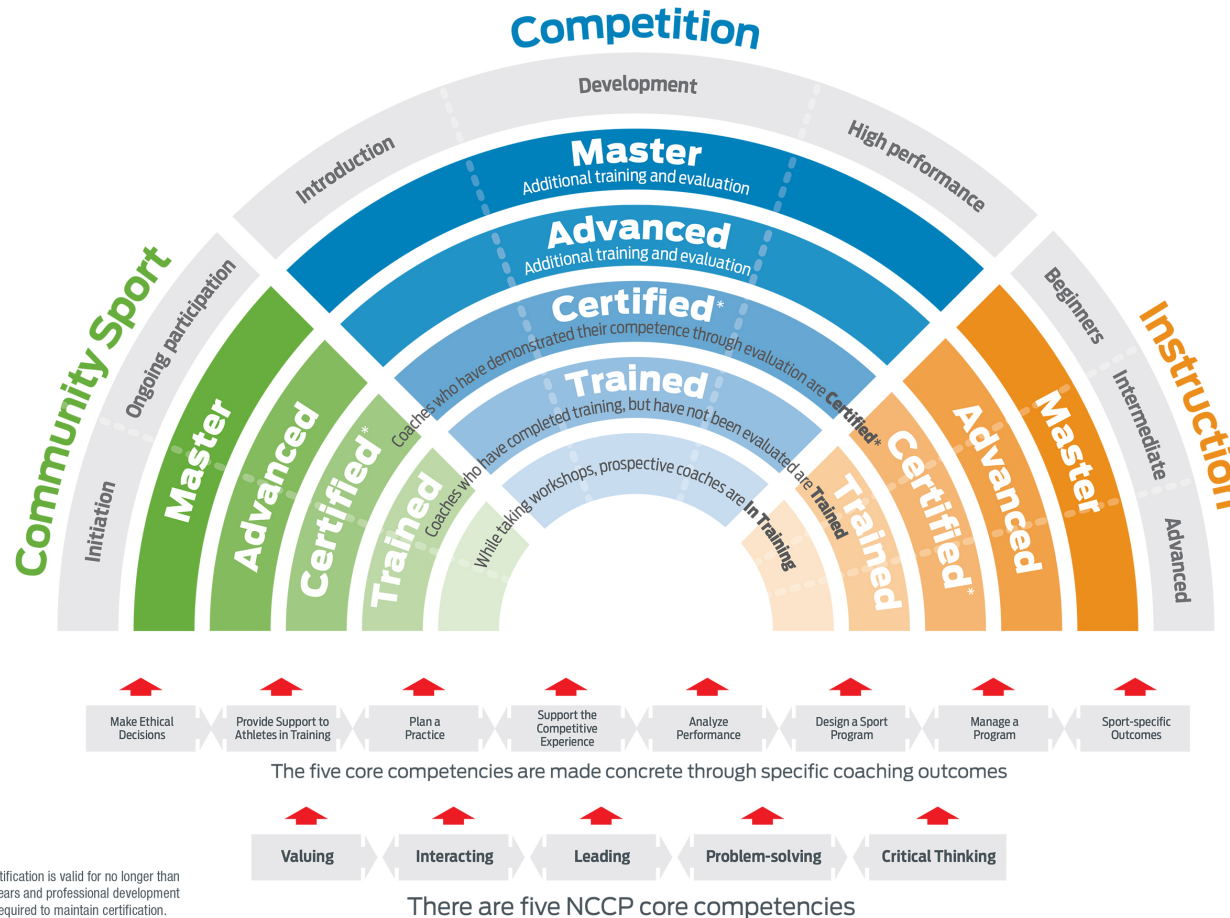 Competition
Development
Introduction
High performance
Master
Additional training and evaluation
Advanced
Additional training and evaluation
Certified*
Coaches who have demonstrated their competence through evaluation are Certified*
Trained
Coaches who have completed training, but have not been evaluated are Trained
While taking workshops, prospective coaches are In Training
Community Sport
Ongoing participation
Initiation
Master
Advanced
Certified*
Trained
Instruction
Beginners
Intermediate
Advanced
Master
Advanced
Certified*
Trained
Make Ethical
Decisions
Provide Support to
Athletes in Training
Plan a
Practice
Support the
Competitive
Experience
Analyze
Performance
Design a Sport
Program
Manage a
Program
Sport-specific
Outcomes
The five core competencies are made concrete through specific coaching outcomes
Valuing
Interacting
Leading
Problem-solving
Critical Thinking
There are five NCCP core competencies
is valid for no longer than
and professional development
to maintain certification.